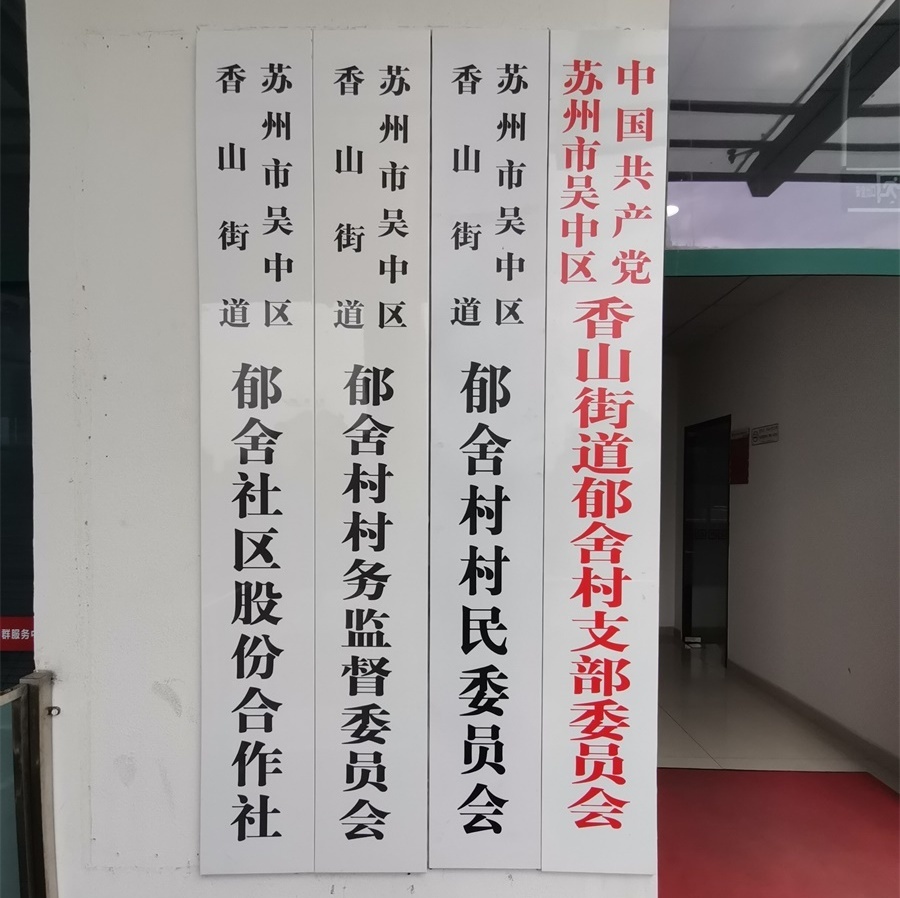 中国共产党
苏州市吴中区
香山街道郁舍村支部委员会
苏州市吴中区
香山街道
郁舍村村民委员会
苏州市吴中区
香山街道
郁舍村村务监督委员会
苏州市吴中区
香山街道
郁舍社区股份合作社
群服务中